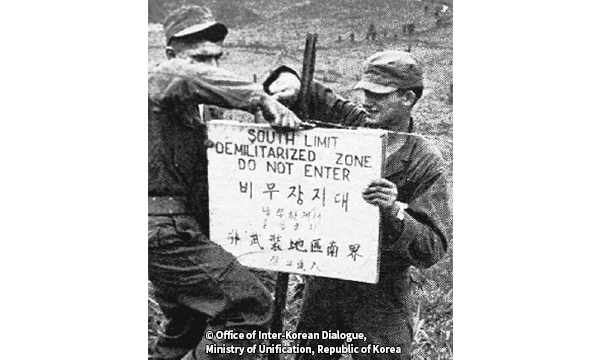 SOUTH LIMIT
DEMILITARIZED ZONE
DO NOT ENTER
비무장지대
非武裝地區南界
© Office of Inter-Korean Dialogue,
Ministry of Unification, Republic of Korea